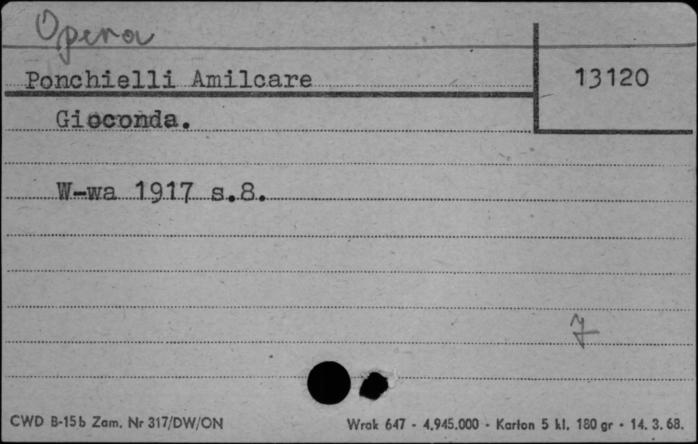 Opera
Ponchielli Amilcare
13120
Gioconda.
W-wa 1917 s.8.
7
CWD B-15b Zam. Nr 317/DW/ON
Wrak 647 - 4.945.000 - Karton 5 kl. 180 gr - 14. 3. 68.